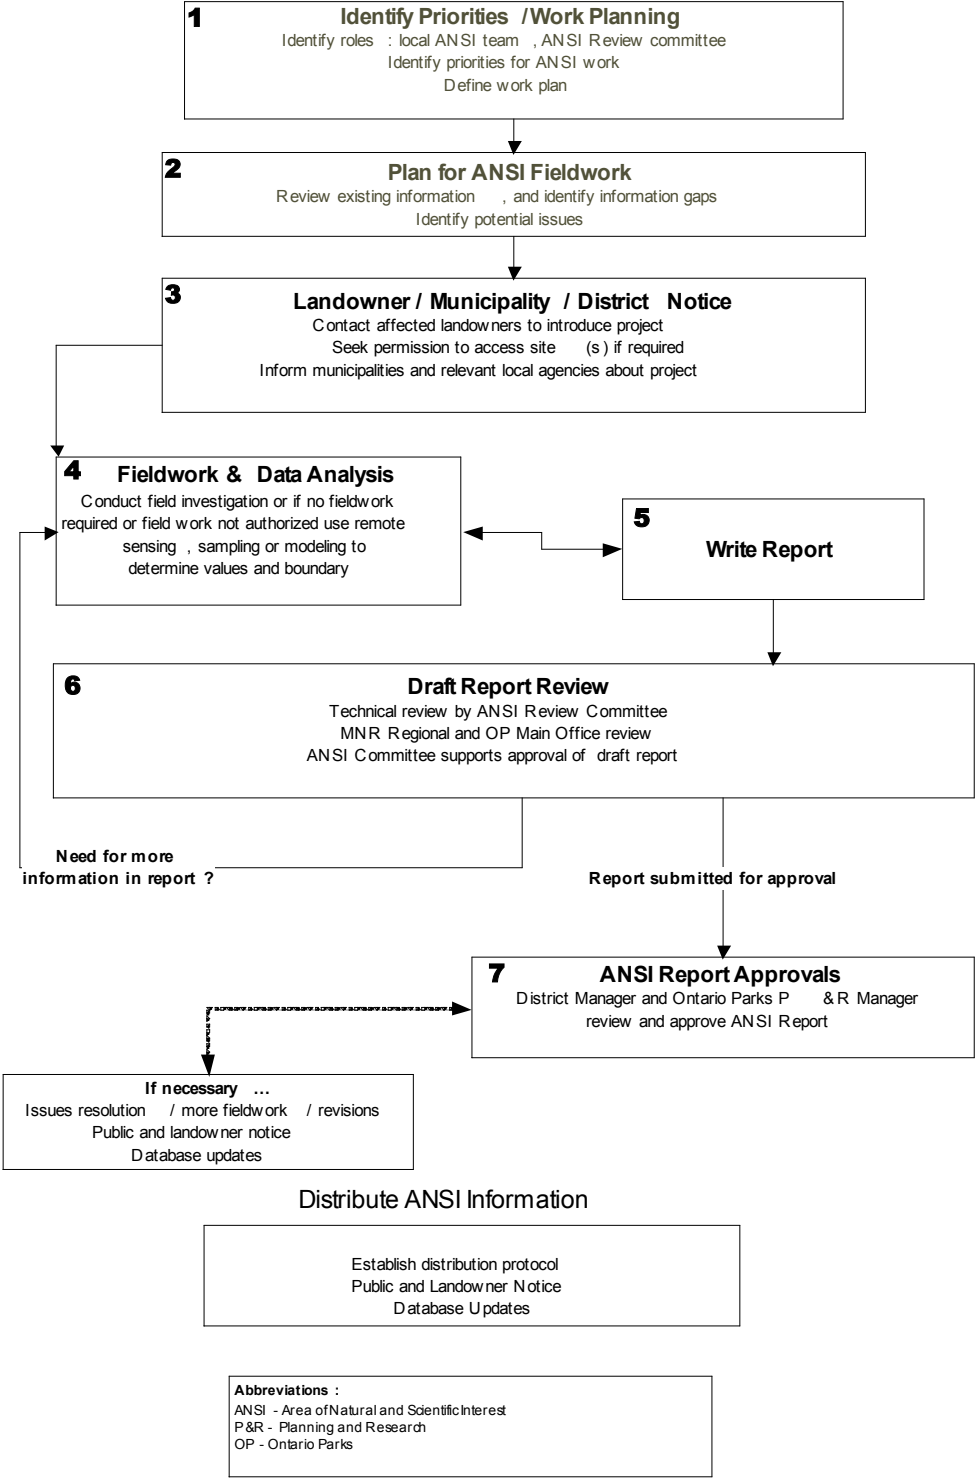 1
Identify Priorities / Work Planning
Identify roles : local ANSI team , ANSI Review committee
Identify priorities for ANSI work
Define work plan
2
Plan for ANSI Fieldwork
Review existing information , and identify information gaps
Identify potential issues
3
Landowner / Municipality / District Notice
Contact affected landowners to introduce project
Seek permission to access site (s) if required
Inform municipalities and relevant local agencies about project
4
Fieldwork & Data Analysis
Conduct field investigation or if no fieldwork
required or field work not authorized use remote
sensing , sampling or modeling to
determine values and boundary
5
Write Report
6
Draft Report Review
Technical review by ANSI Review Committee
MNR Regional and OP Main Office review
ANSI Committee supports approval of draft report
Need for more
information in report ?
Report submitted for approval
7
ANSI Report Approvals
District Manager and Ontario Parks P & R Manager
review and approve ANSI Report
If necessary ...
Issues resolution / more fieldwork / revisions
Public and landowner notice
Database updates
Distribute ANSI Information
Establish distribution protocol
Public and Landowner Notice
Database Updates
Abbreviations :
ANSI - Area of Natural and Scientific Interest
P&R - Planning and Research
OP - Ontario Parks